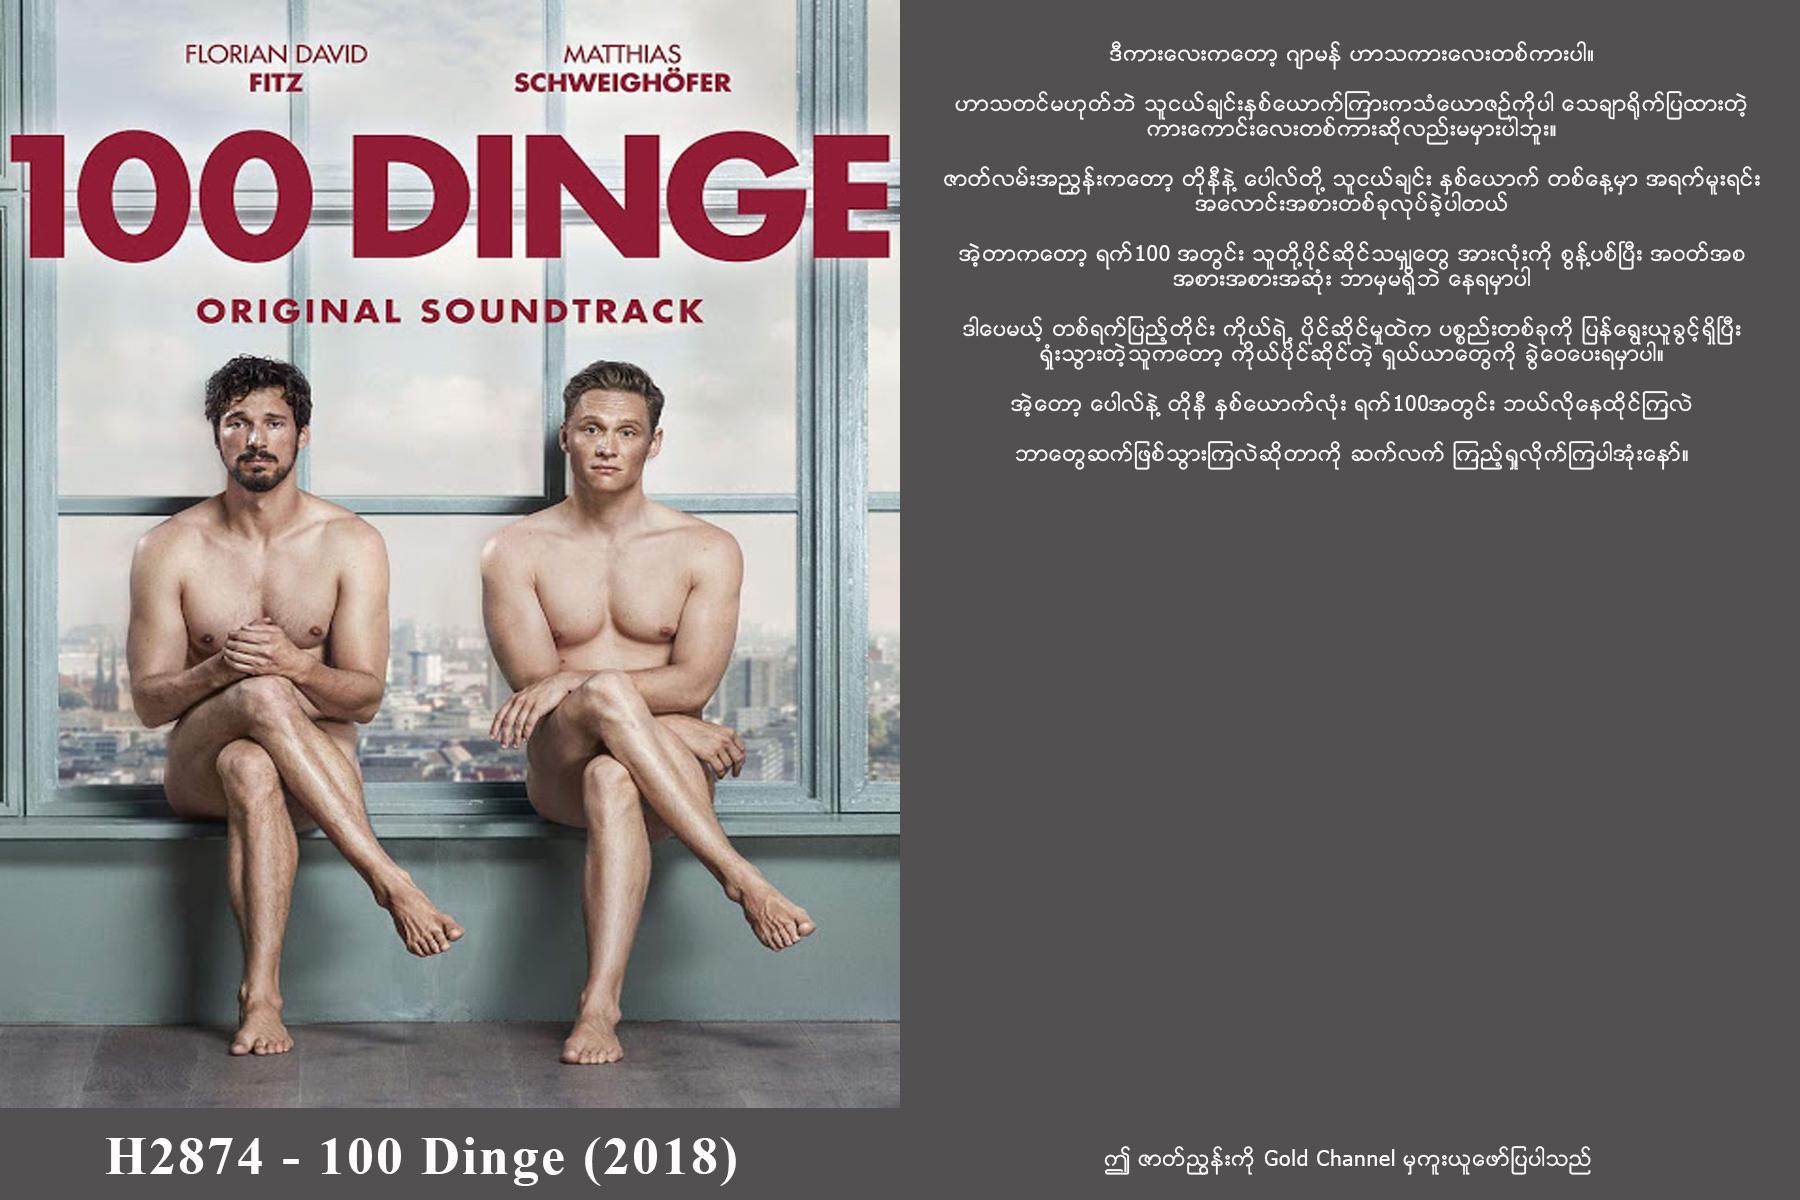 FLORIAN DAVID
FITZ
MATTHIAS
SCHWEIGHÖFER
100 DINGE
ORIGINAL SOUNDTRACK
H2874 - 100 Dinge (2018)
ဒီကားလေးကတော့ ဂျာမန် ဟာသကားလေးတစ်ကားပါ။
ဟာသတင်မဟုတ်ဘဲ သူငယ်ချင်းနှစ်ယောက်ကြားကသံယောဇဉ်ကိုပါ သေချာရိုက်ပြထားတဲ့
ကားကောင်းလေးတစ်ကားဆိုလည်းမမှားပါဘူး။
ဇာတ်လမ်းအညွှန်းကတော့ တိုနီနဲ့ ပေါလ်တို့ သူငယ်ချင်း နှစ်ယောက် တစ်နေ့မှာ အရက်မူးရင်း
အလောင်းအစားတစ်ခုလုပ်ခဲ့ပါတယ်
အဲ့တာကတော့ ရက်100 အတွင်း သူတို့ပိုင်ဆိုင်သမျှတွေ အားလုံးကို စွန့်ပစ်ပြီး အဝတ်အစ
အစားအစားအဆုံး ဘာမှမရှိဘဲ နေရမှာပါ
ဒါပေမယ့် တစ်ရက်ပြည့်တိုင်း ကိုယ်ရဲ့ ပိုင်ဆိုင်မှုထဲက ပစ္စည်းတစ်ခုကို ပြန်ရွေးယူခွင့်ရှိပြီး
ရှုံးသွားတဲ့သူကတော့ ကိုယ်ပိုင်ဆိုင်တဲ့ ရှယ်ယာတွေကို ခွဲဝေပေးရမှာပါ။
အဲ့တော့ ပေါလ်နဲ့ တိုနီ နှစ်ယောက်လုံး ရက်100အတွင်း ဘယ်လိုနေထိုင်ကြလဲ
ဘာတွေဆက်ဖြစ်သွားကြလဲဆိုတာကို ဆက်လက် ကြည့်ရှုလိုက်ကြပါအုံးနော်။
ဤ ဇာတ်ညွှန်းကို Gold Channel မှကူးယူဖော်ပြပါသည်